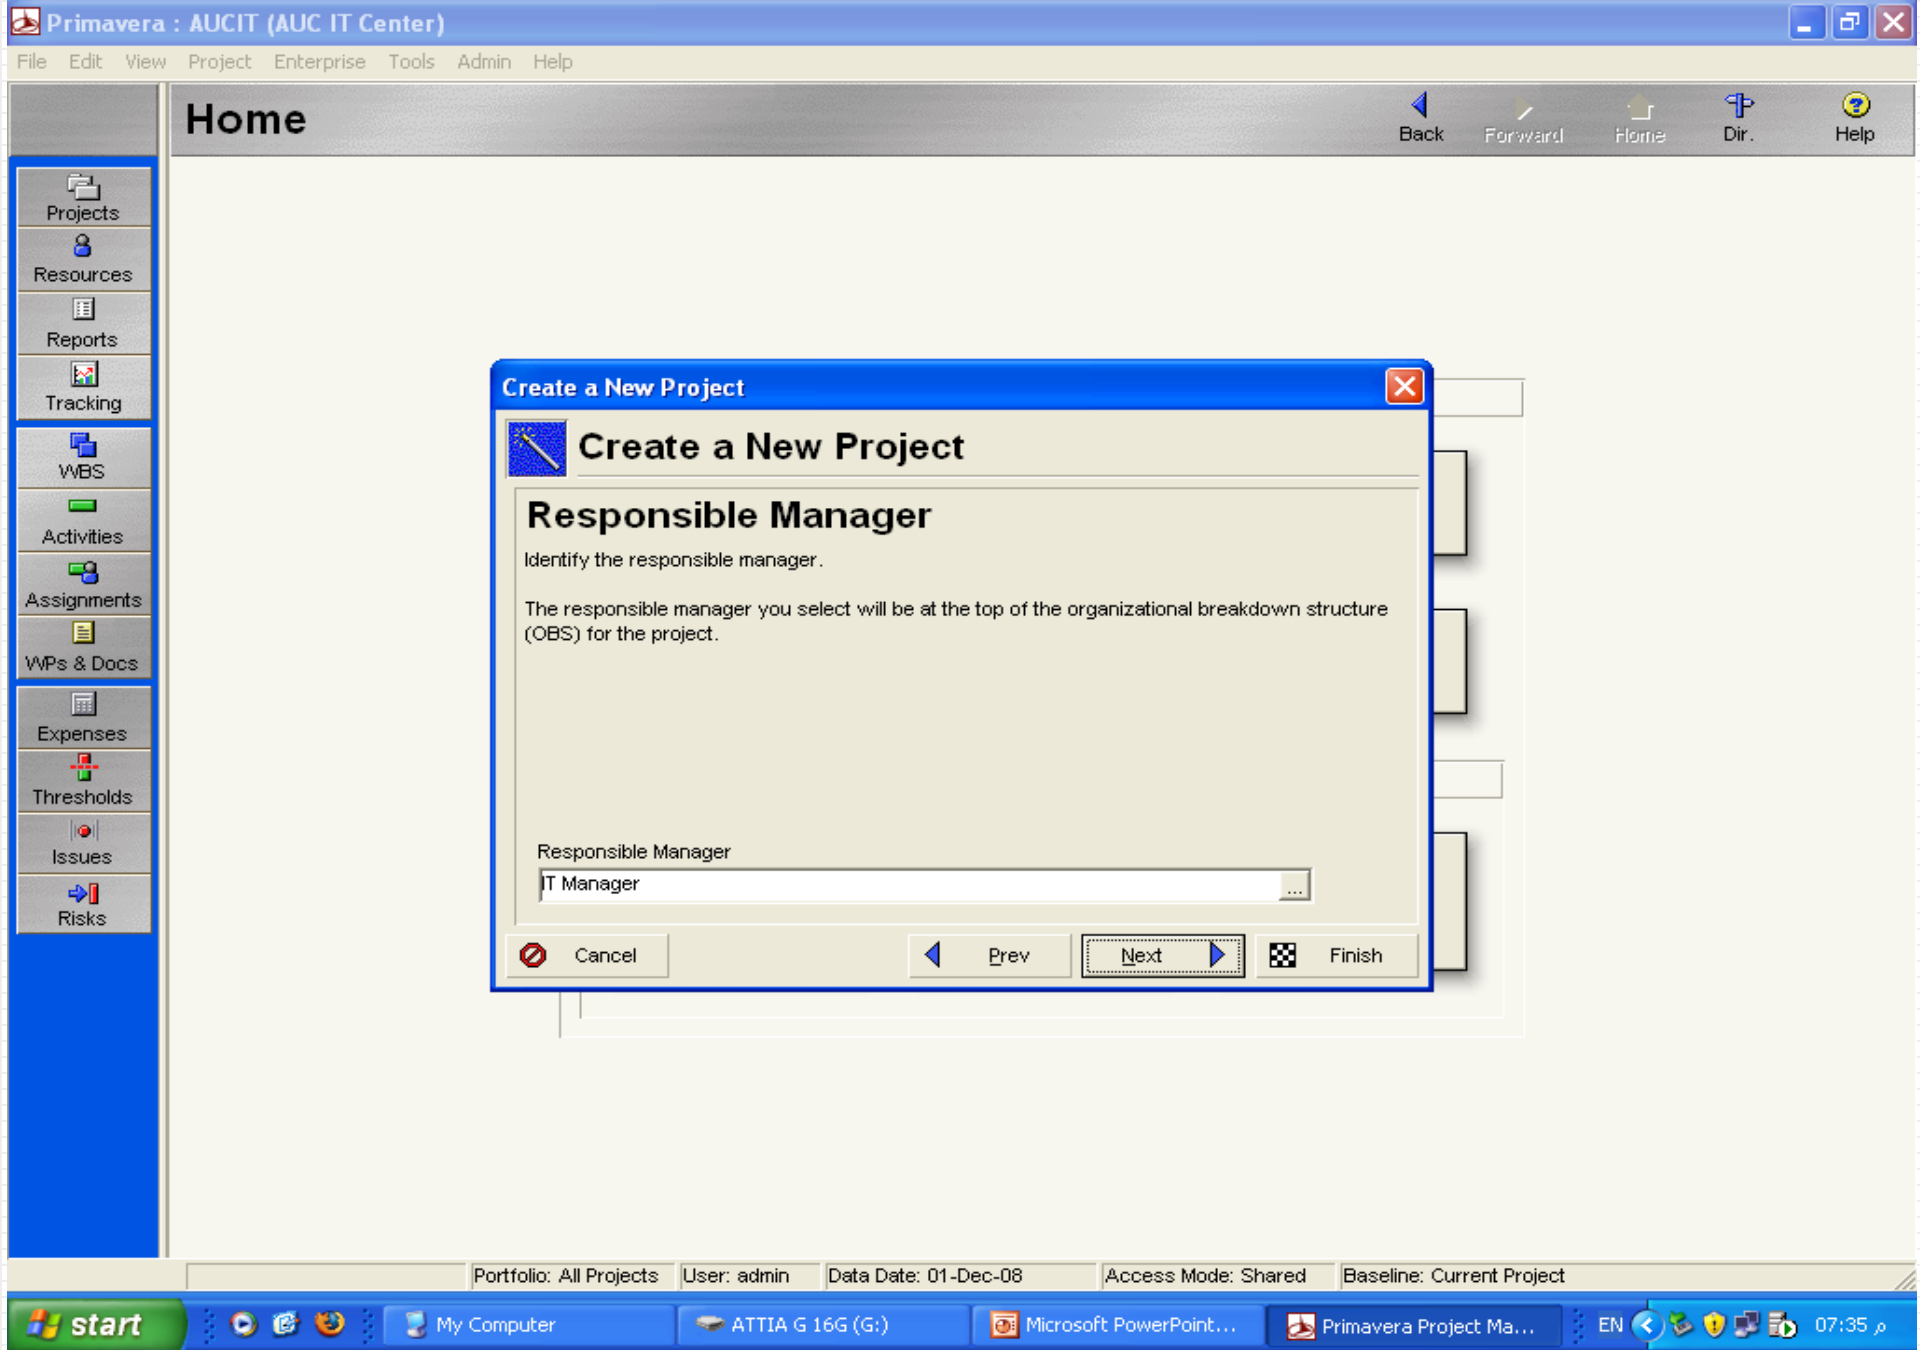 Primavera : AUCIT (AUC IT Center)
File Edit View Project Enterprise Tools Admin Help
Home
Back Forward Home Dir. Help
Projects
Resources
Reports
Tracking
WBS
Activities
Assignments
WPs & Docs
Expenses
Thresholds
Issues
Risks
Create a New Project
Create a New Project
Responsible Manager
Identify the responsible manager.
The responsible manager you select will be at the top of the organizational breakdown structure
(OBS) for the project.
Responsible Manager
IT Manager
...
Cancel Prev Next Finish
Portfolio: All Projects User: admin Data Date: 01-Dec-08 Access Mode: Shared Baseline: Current Project
start My Computer ATTIA G 16G (G:) Microsoft PowerPoint... Primavera Project Ma... EN 07:35 م